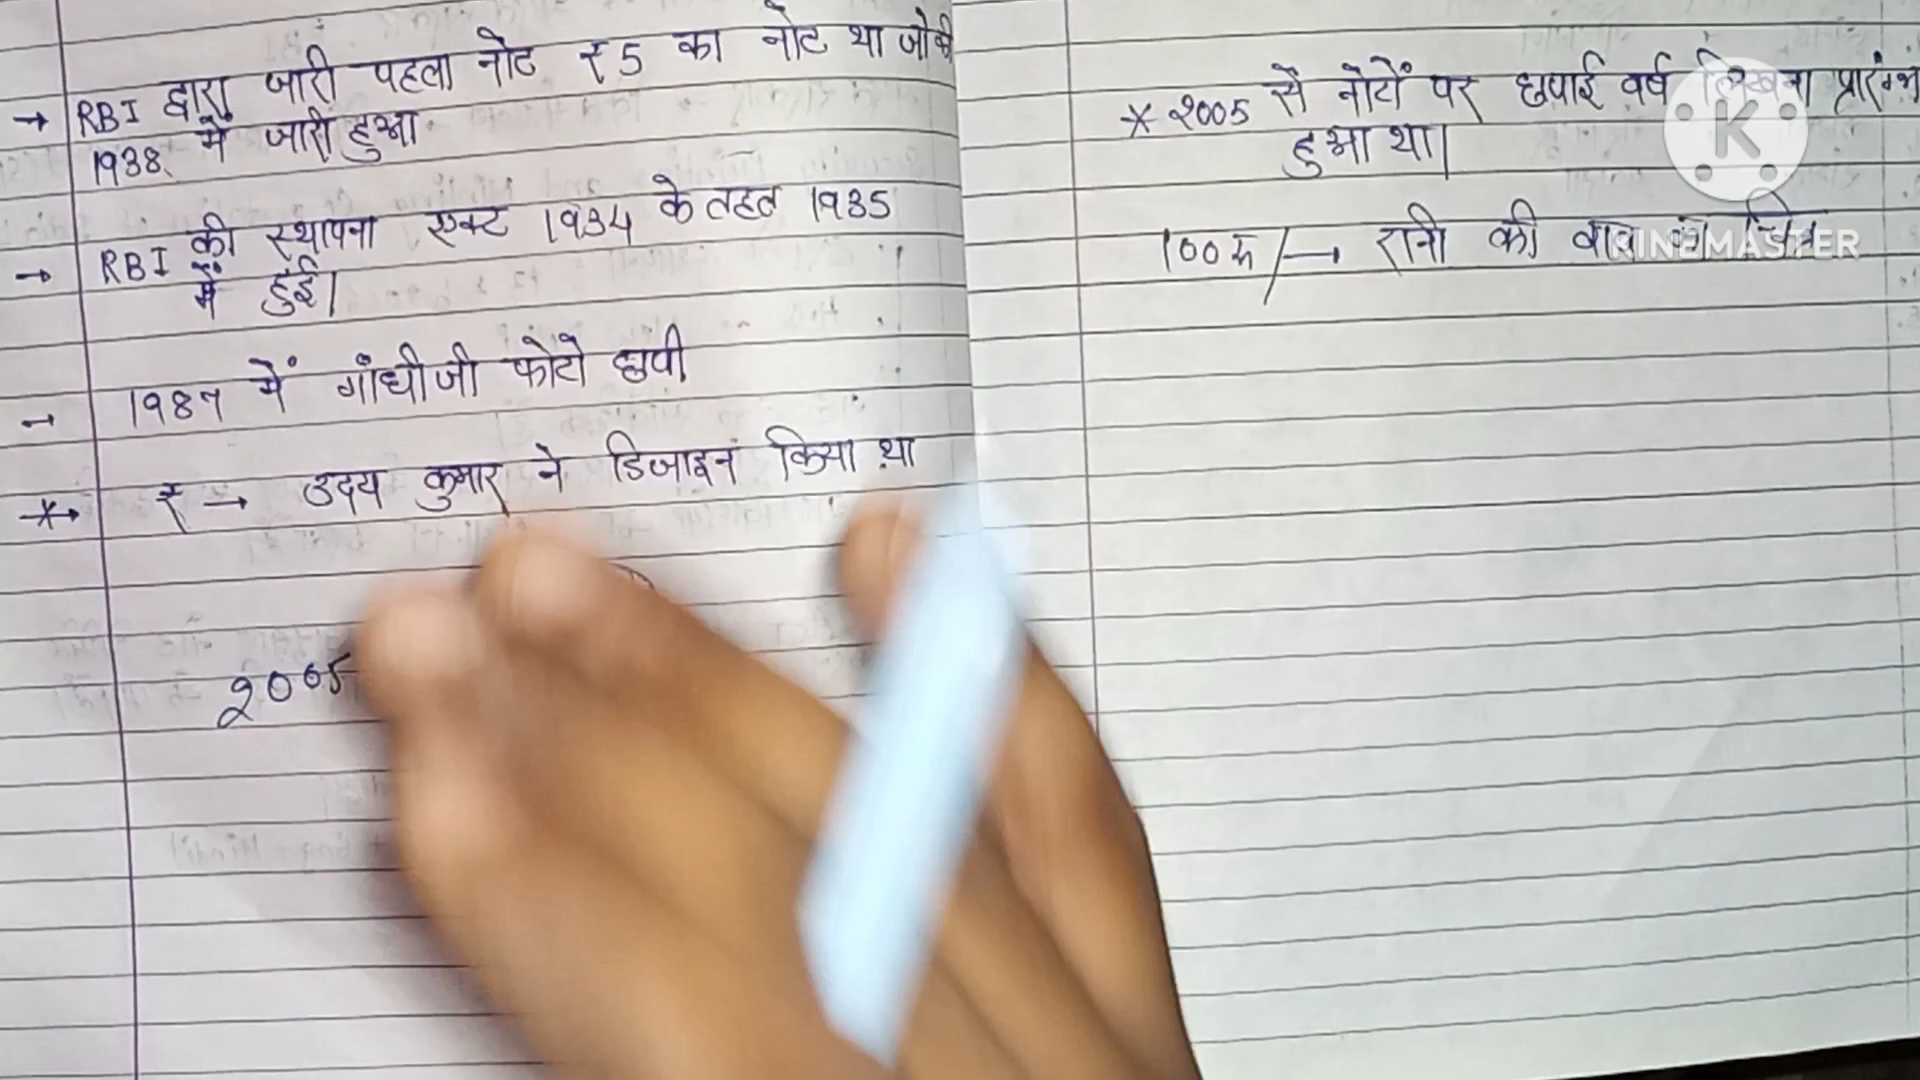 → RBI द्वारा जारी पहला नोट ₹5 का नोट था जो की
1938 में जारी हुआ
→ RBI की स्थापना एक्ट 1934 के तहत 1935
में हुई।
→ 1987 में गाँधीजी फोटो छपी
*→ ₹ → उदय कुमार ने डिजाइन किया था
2005
* 2005 से नोटों पर छपाई वर्ष लिखना प्रारंम्भ
हुआ था।
100रू /→ रानी की वाव का चित्र
K
KINEMASTER